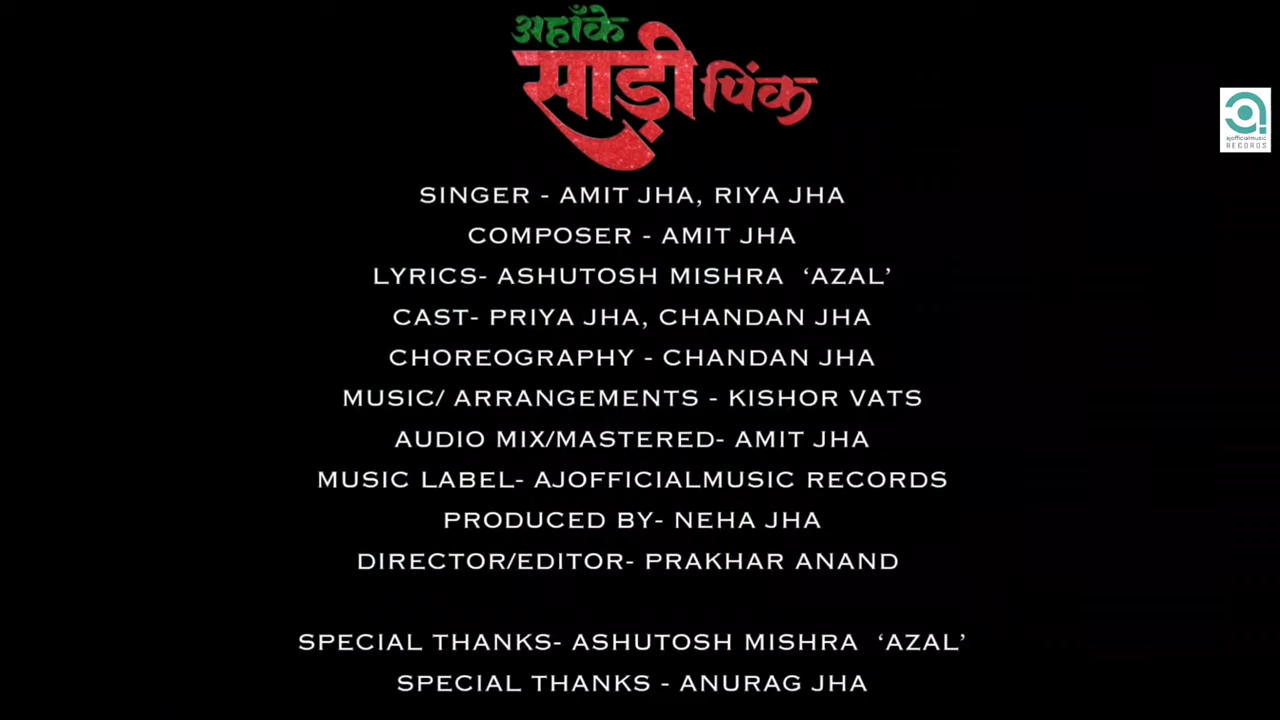 अहाँके
साड़ी पिंक
ajofficialmusic
RECORDS
SINGER - AMIT JHA, RIYA JHA
COMPOSER - AMIT JHA
LYRICS- ASHUTOSH MISHRA ‘AZAL’
CAST- PRIYA JHA, CHANDAN JHA
CHOREOGRAPHY - CHANDAN JHA
MUSIC/ ARRANGEMENTS - KISHOR VATS
AUDIO MIX/MASTERED- AMIT JHA
MUSIC LABEL- AJOFFICIALMUSIC RECORDS
PRODUCED BY- NEHA JHA
DIRECTOR/EDITOR- PRAKHAR ANAND
SPECIAL THANKS- ASHUTOSH MISHRA ‘AZAL’
SPECIAL THANKS - ANURAG JHA